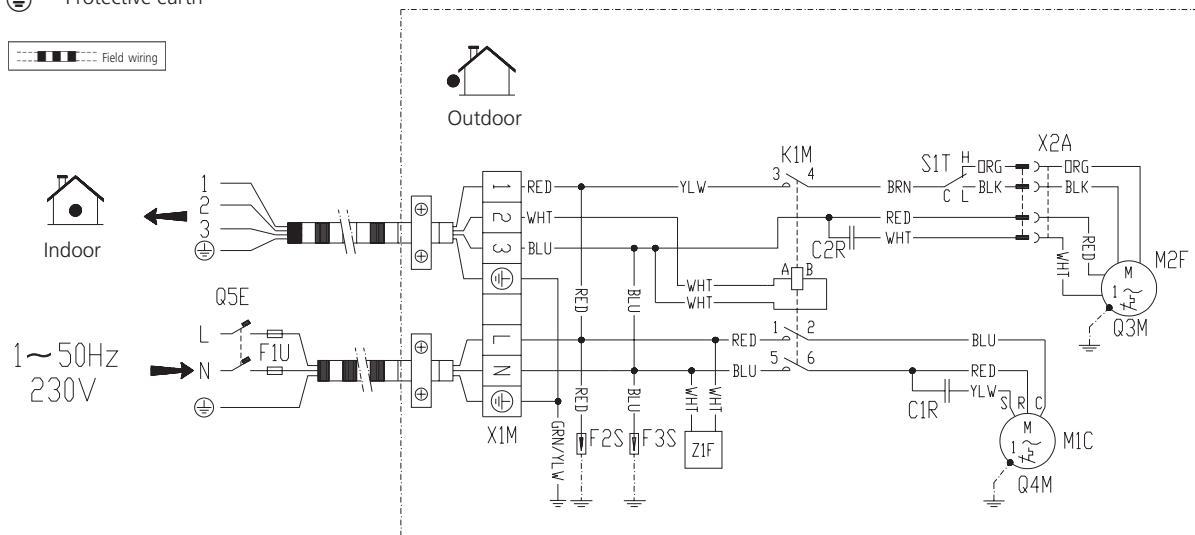 Protective earth
Field wiring
Outdoor
Indoor
1
2
3
Q5E
L
N
F1U
1~50Hz
230V
1
2
3
L
N
X1M
RED
WHT
BLU
RED
BLU
RED
BLU
GRN/YLW
F2S
F3S
WHT
WHT
Z1F
YLW
K1M
3 4
A B
WHT
WHT
1 2
5 6
RED
BLU
BRN
S1T
H
C L
ORG
BLK
X2A
ORG
BLK
RED
WHT
C2R
RED
WHT
M2F
M
1~
Q3M
BLU
RED
YLW
C1R
S R C
M
1~
M1C
Q4M